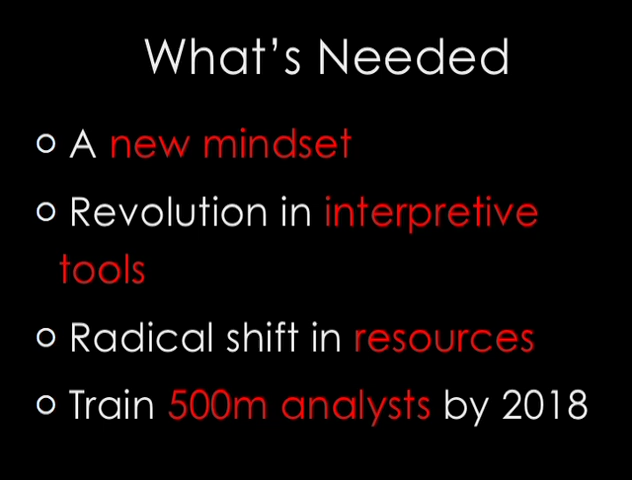 What's Needed
A new mindset
Revolution in interpretive
tools
Radical shift in resources
Train 500m analysts by 2018